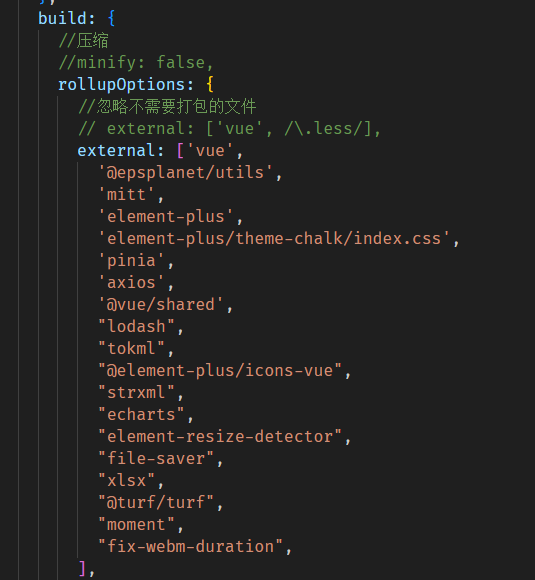 },
build: {
//压缩
//minify: false,
rollupOptions: {
//忽略不需要打包的文件
// external: ['vue', /\.less/],
external: ['vue',
'@epsplanet/utils',
'mitt',
'element-plus',
'element-plus/theme-chalk/index.css',
'pinia',
'axios',
'@vue/shared',
"lodash",
"tokml",
"@element-plus/icons-vue",
"strxml",
"echarts",
"element-resize-detector",
"file-saver",
"xlsx",
"@turf/turf",
"moment",
"fix-webm-duration",
],